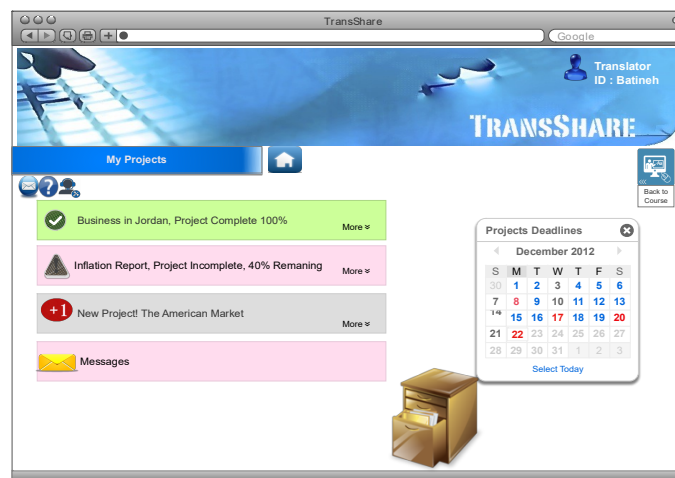 TransShare
Google
Translator
ID : Batineh
TRANSSHARE
My Projects
Back to
Course
Business in Jordan, Project Complete 100%
More
Inflation Report, Project Incomplete, 40% Remaning
More
+1
New Project! The American Market
More
Messages
Projects Deadlines
December 2012
S M T W T F S
30 1 2 3 4 5 6
7 8 9 10 11 12 13
14 15 16 17 18 19 20
21 22 23 24 25 26 27
28 29 30 31 1 2 3
Select Today